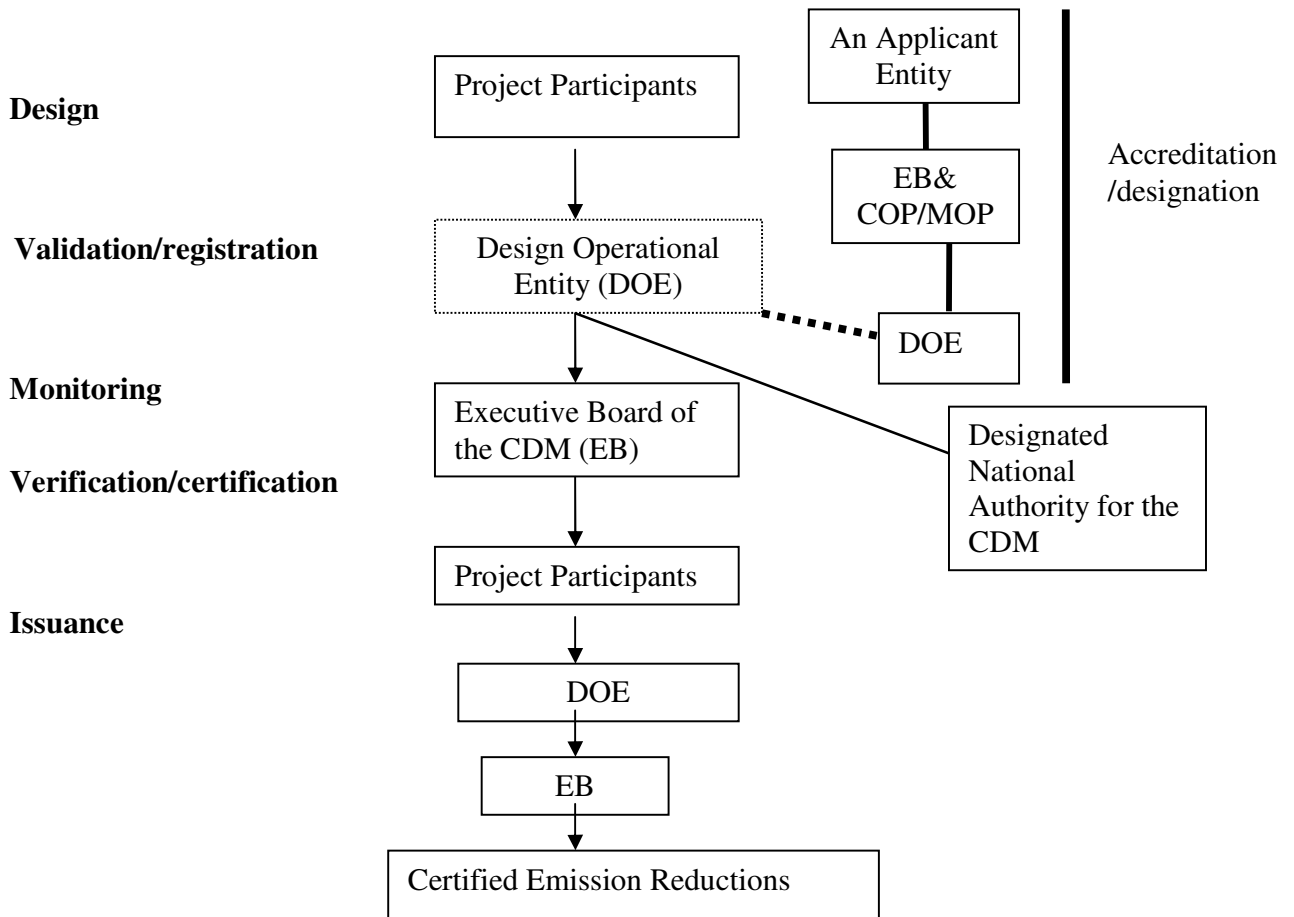 An Applicant
Entity
Project Participants
Design
Accreditation
/designation
EB&
COP/MOP
Validation/registration
Design Operational
Entity (DOE)
DOE
Monitoring
Executive Board of
the CDM (EB)
Designated
National
Authority for the
CDM
Verification/certification
Project Participants
Issuance
DOE
EB
Certified Emission Reductions